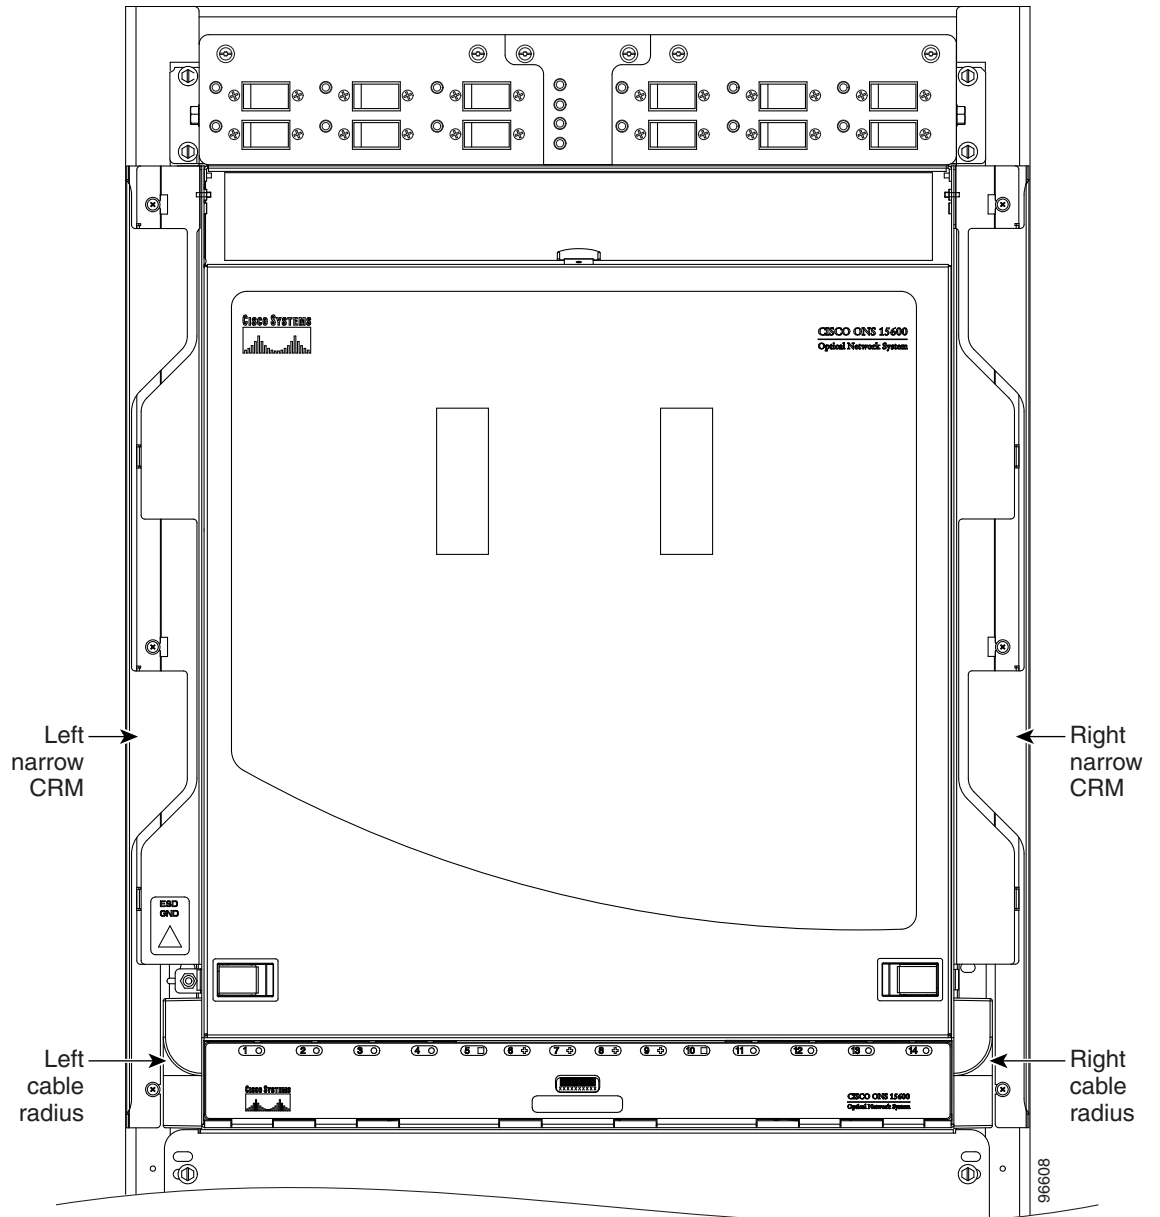 CISCO SYSTEMS
CISCO ONS 15600
Optical Network System
Left
narrow
CRM
Right
narrow
CRM
ESD
GND
1 2 3 4 5 6 7 8 9 10 11 12 13 14
Left
cable
radius
Right
cable
radius
CISCO SYSTEMS
CISCO ONS 15600
Optical Network System
96608